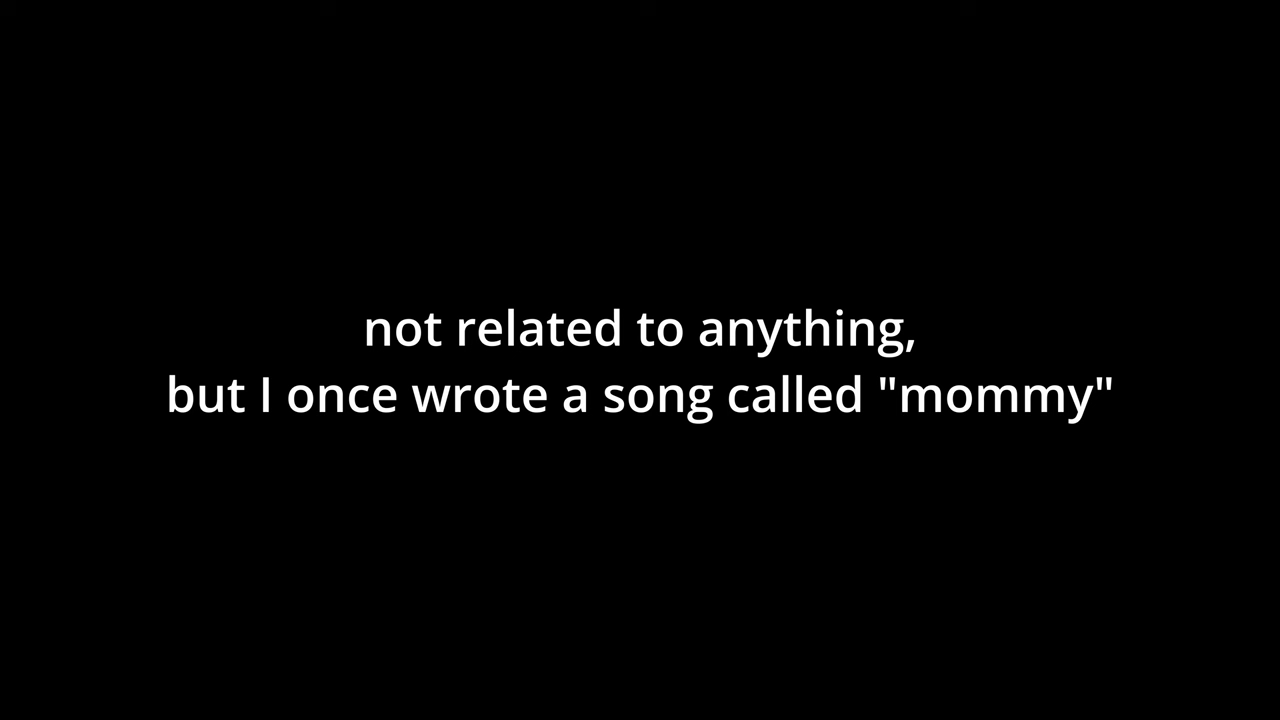 not related to anything,
but I once wrote a song called "mommy"